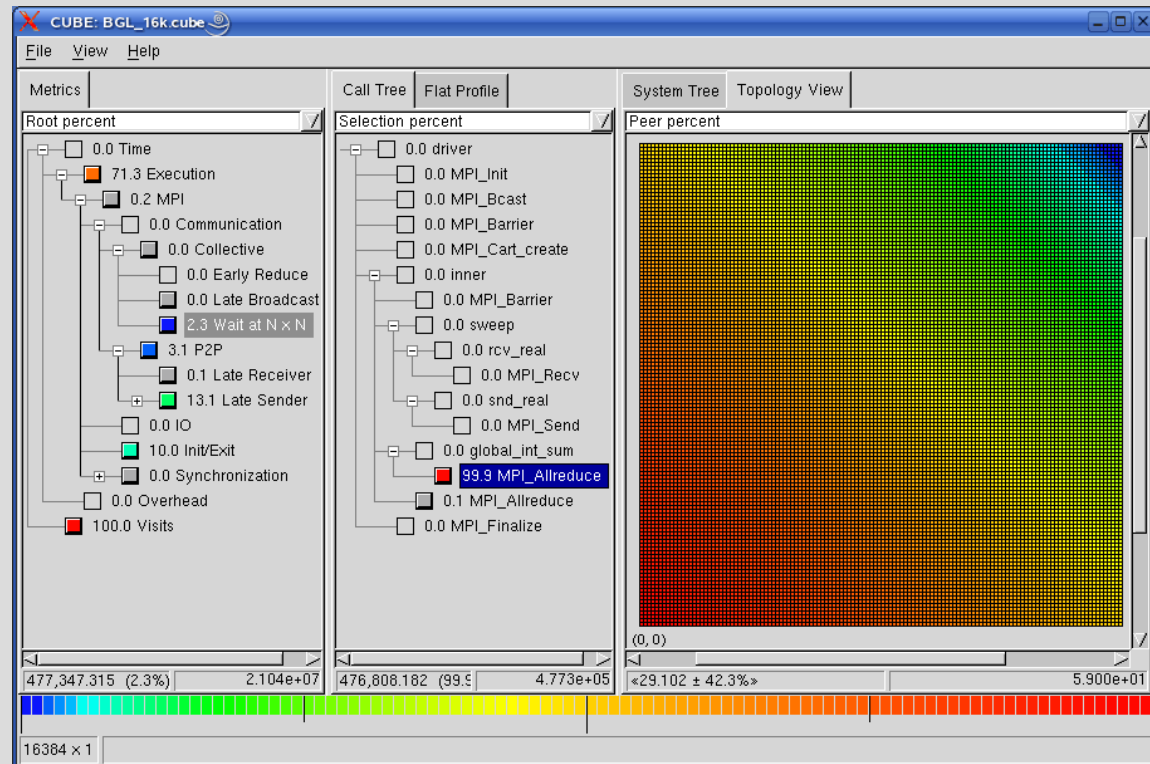 CUBE: BGL_16k.cube
File View Help
Metrics
Root percent
0.0 Time
71.3 Execution
0.2 MPI
0.0 Communication
0.0 Collective
0.0 Early Reduce
0.0 Late Broadcast
2.3 Wait at N x N
3.1 P2P
0.1 Late Receiver
13.1 Late Sender
0.0 IO
10.0 Init/Exit
0.0 Synchronization
0.0 Overhead
100.0 Visits
477,347.315 (2.3%) 2.104e+07
Call Tree Flat Profile
Selection percent
0.0 driver
0.0 MPI_Init
0.0 MPI_Bcast
0.0 MPI_Barrier
0.0 MPI_Cart_create
0.0 inner
0.0 MPI_Barrier
0.0 sweep
0.0 rcv_real
0.0 MPI_Recv
0.0 snd_real
0.0 MPI_Send
0.0 global_int_sum
99.9 MPI_Allreduce
0.1 MPI_Allreduce
0.0 MPI_Finalize
476,808.182 (99.9 4.773e+05
System Tree Topology View
Peer percent
(0, 0)
«29.102 ± 42.3%» 5.900e+01
16384 x 1